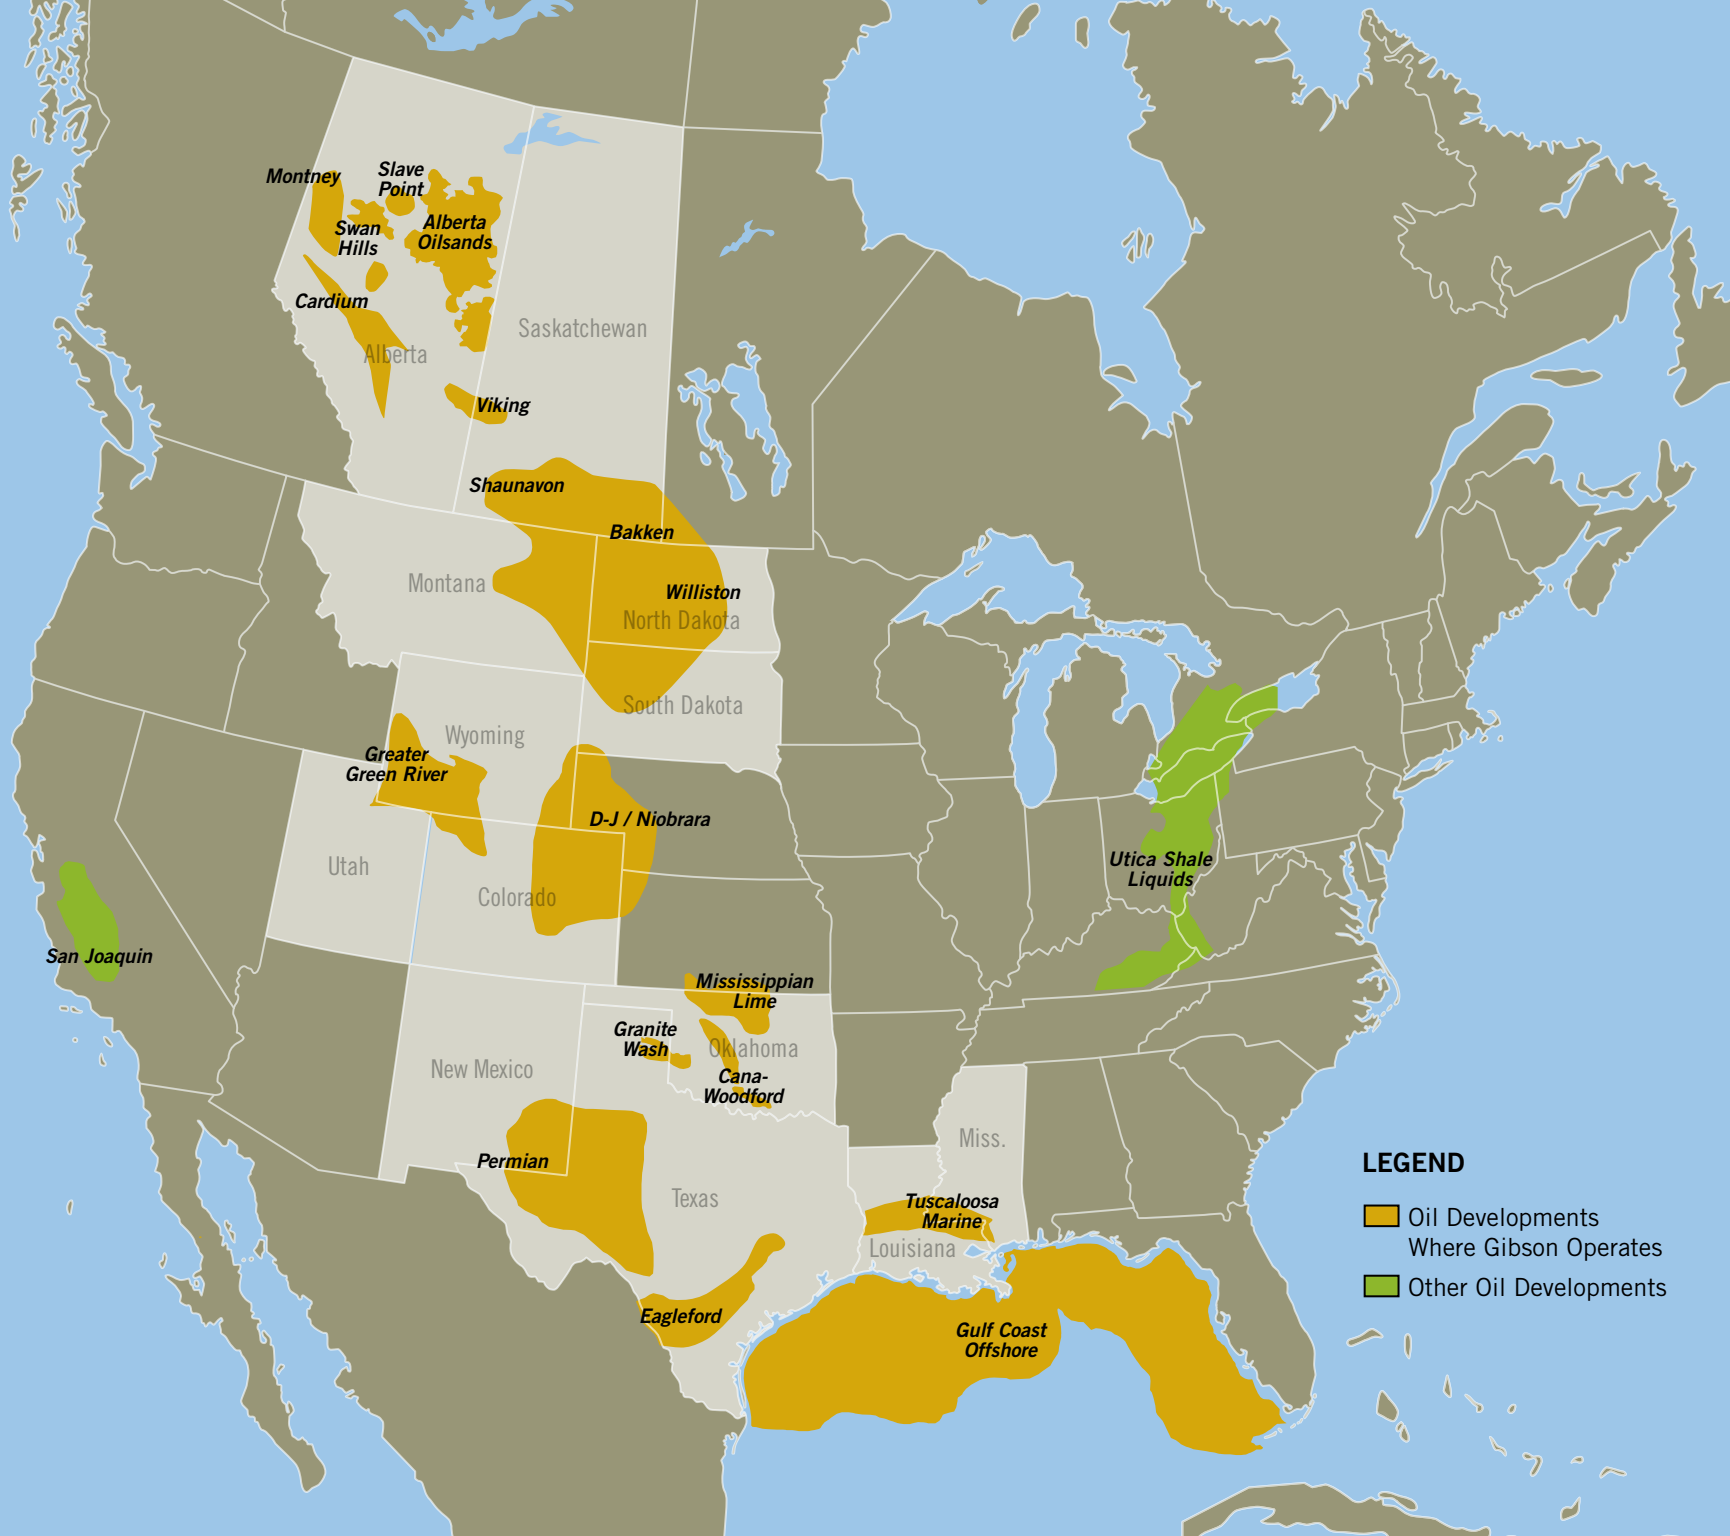 Montney
Slave
Point
Swan
Hills
Alberta
Oilsands
Cardium
Saskatchewan
Alberta
Viking
Shaunavon
Bakken
Montana
Williston
North Dakota
South Dakota
Wyoming
Greater
Green River
D-J / Niobrara
Utah
Colorado
Utica Shale
Liquids
San Joaquin
Mississippian
Lime
Granite
Wash
Oklahoma
New Mexico
Cana-
Woodford
Miss.
Permian
Texas
Tuscaloosa
Marine
Louisiana
Eagleford
Gulf Coast
Offshore
LEGEND
Oil Developments
Where Gibson Operates
Other Oil Developments